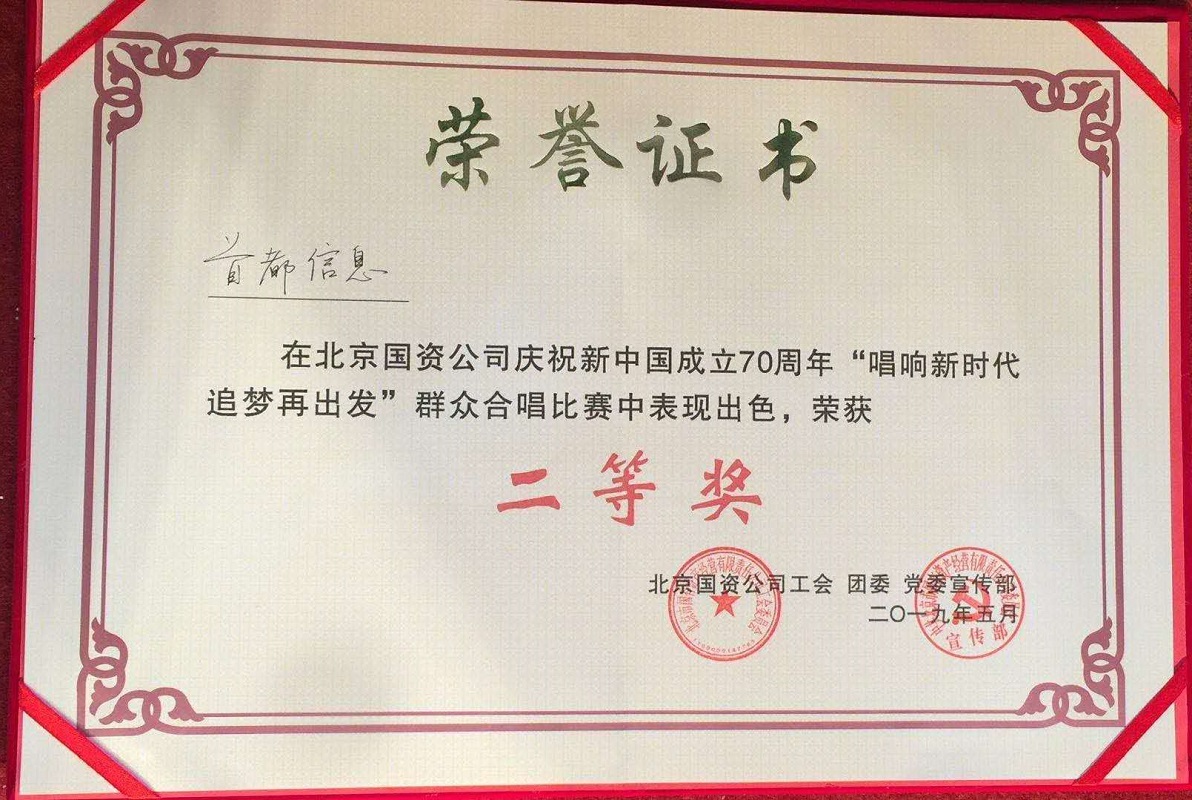 荣誉证书
首都信息
在北京国资公司庆祝新中国成立70周年“唱响新时代
追梦再出发”群众合唱比赛中表现出色，荣获
二等奖
北京国资公司工会 团委 党委宣传部
二〇一九年五月
宣传部